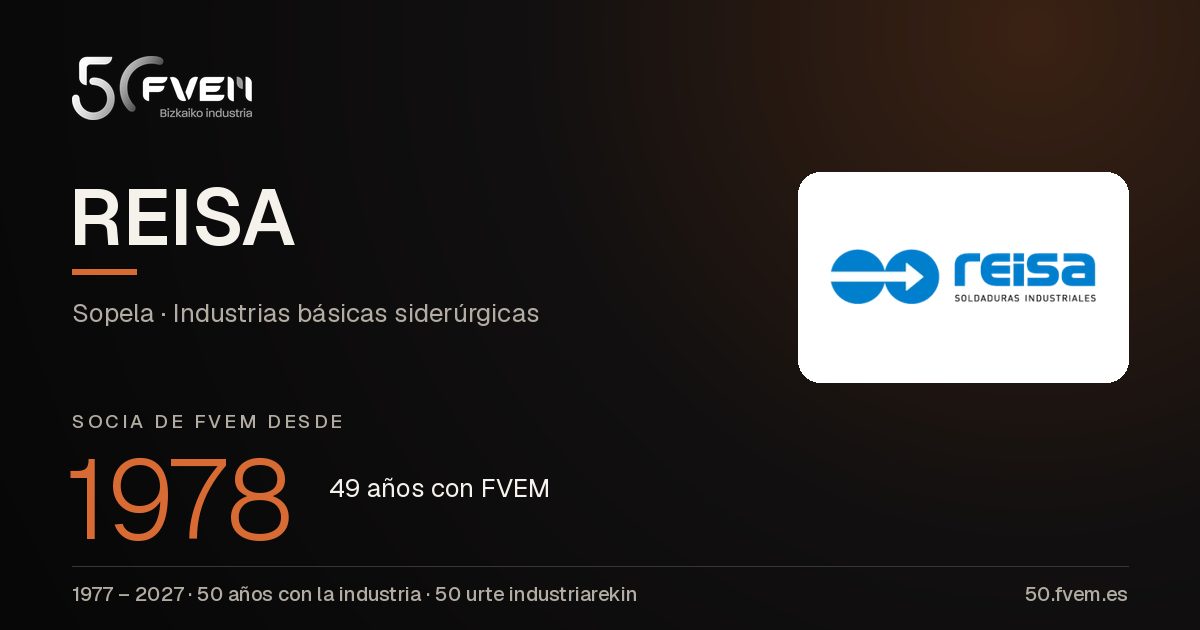 50 FVEM
Bizkaiko industria
REISA
Sopela · Industrias básicas siderúrgicas
reisa
SOLDADURAS INDUSTRIALES
SOCIA DE FVEM DESDE
1978
49 años con FVEM
1977 – 2027 · 50 años con la industria · 50 urte industriarekin
50.fvem.es